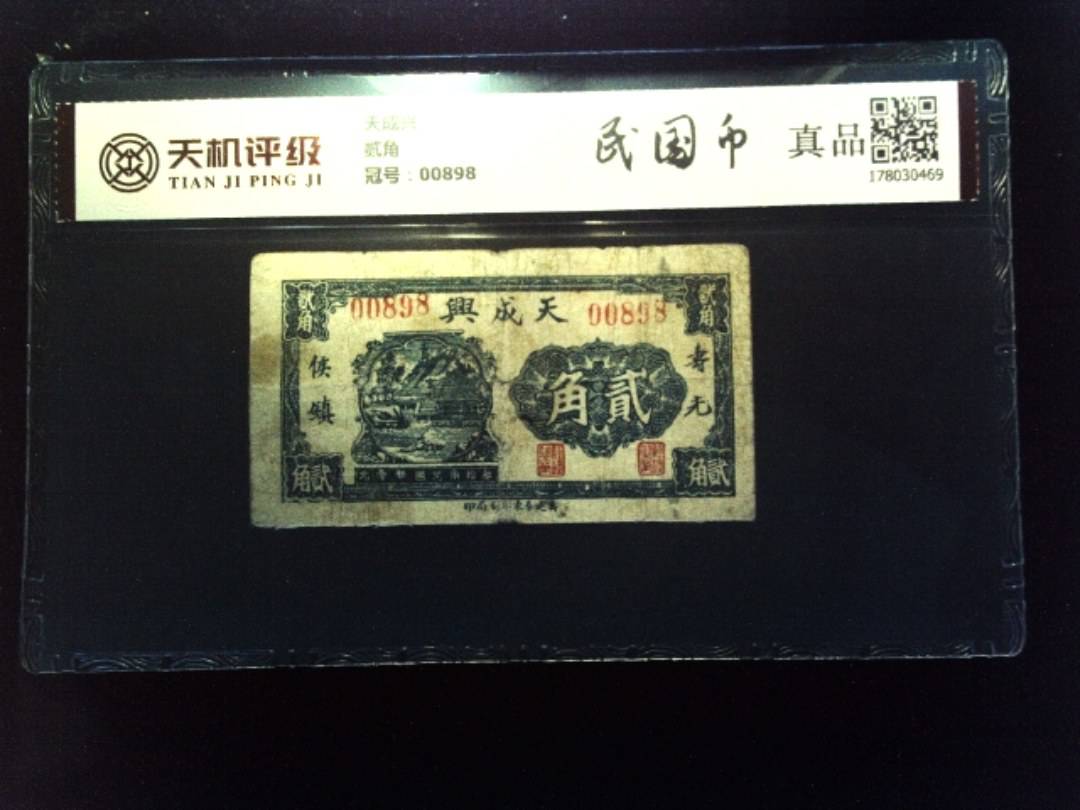 天机评级
TIAN JI PING JI
天成兴
贰角
冠号：00898
民国币
真品
178030469
貳角
00898
興成天
00898
貳角
侯鎮
壽光
角貳
角貳
角貳